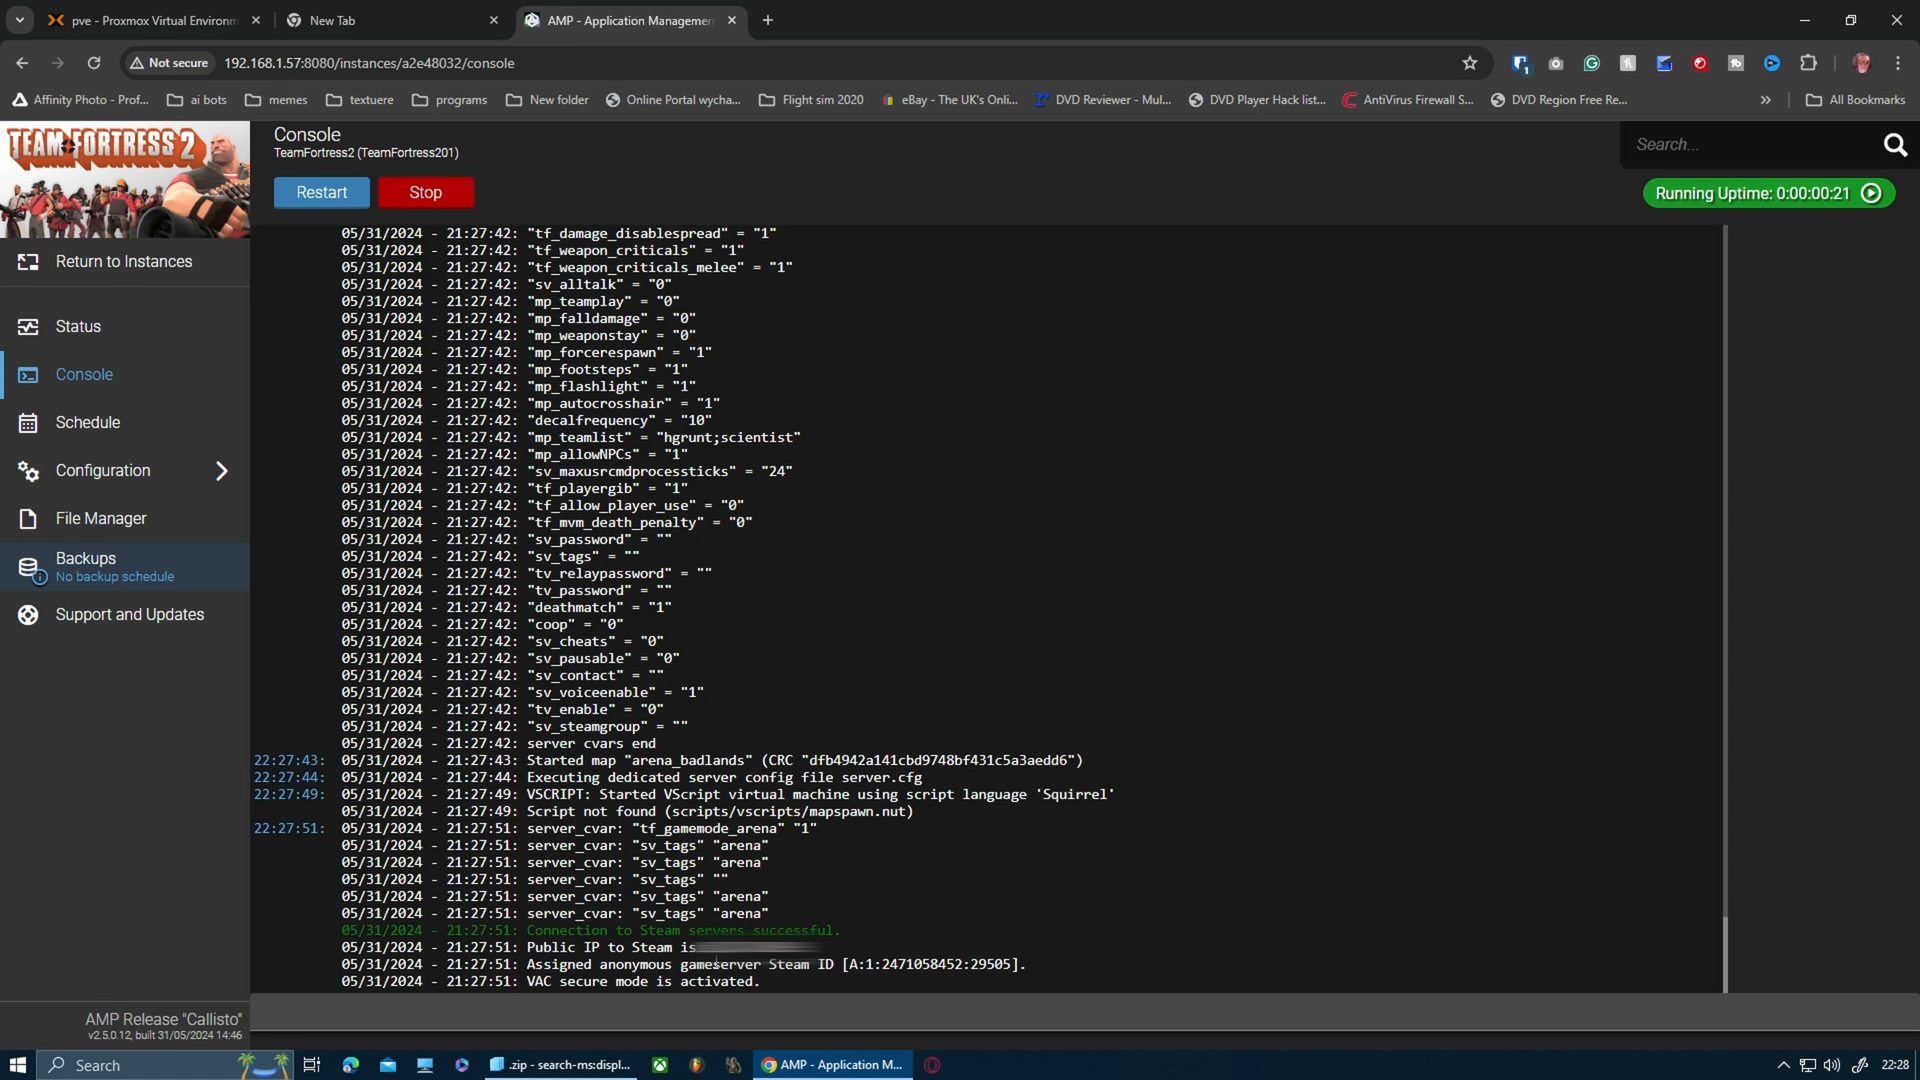 pve - Proxmox Virtual Environm
New Tab
AMP - Application Managemen
Not secure
192.168.1.57:8080/instances/a2e48032/console
1
Affinity Photo - Prof...
ai bots
memes
textuere
programs
New folder
Online Portal wycha...
Flight sim 2020
eBay - The UK's Onli...
DVD Reviewer - Mul...
DVD Player Hack list...
AntiVirus Firewall S...
DVD Region Free Re...
All Bookmarks
TEAM FORTRESS 2
Console
TeamFortress2 (TeamFortress201)
Search...
Restart
Stop
Running Uptime: 0:00:00:21
Return to Instances
Status
Console
Schedule
Configuration
File Manager
Backups
No backup schedule
Support and Updates
05/31/2024 - 21:27:42: "tf_damage_disablespread" = "1"
05/31/2024 - 21:27:42: "tf_weapon_criticals" = "1"
05/31/2024 - 21:27:42: "tf_weapon_criticals_melee" = "1"
05/31/2024 - 21:27:42: "sv_alltalk" = "0"
05/31/2024 - 21:27:42: "mp_teamplay" = "0"
05/31/2024 - 21:27:42: "mp_falldamage" = "0"
05/31/2024 - 21:27:42: "mp_weaponstay" = "0"
05/31/2024 - 21:27:42: "mp_forcerespawn" = "1"
05/31/2024 - 21:27:42: "mp_footsteps" = "1"
05/31/2024 - 21:27:42: "mp_flashlight" = "1"
05/31/2024 - 21:27:42: "mp_autocrosshair" = "1"
05/31/2024 - 21:27:42: "decalfrequency" = "10"
05/31/2024 - 21:27:42: "mp_teamlist" = "hgrunt;scientist"
05/31/2024 - 21:27:42: "mp_allowNPCs" = "1"
05/31/2024 - 21:27:42: "sv_maxusrcmdprocessticks" = "24"
05/31/2024 - 21:27:42: "tf_playergib" = "1"
05/31/2024 - 21:27:42: "tf_allow_player_use" = "0"
05/31/2024 - 21:27:42: "tf_mvm_death_penalty" = "0"
05/31/2024 - 21:27:42: "sv_password" = ""
05/31/2024 - 21:27:42: "sv_tags" = ""
05/31/2024 - 21:27:42: "tv_relaypassword" = ""
05/31/2024 - 21:27:42: "tv_password" = ""
05/31/2024 - 21:27:42: "deathmatch" = "1"
05/31/2024 - 21:27:42: "coop" = "0"
05/31/2024 - 21:27:42: "sv_cheats" = "0"
05/31/2024 - 21:27:42: "sv_pausable" = "0"
05/31/2024 - 21:27:42: "sv_contact" = ""
05/31/2024 - 21:27:42: "sv_voiceenable" = "1"
05/31/2024 - 21:27:42: "tv_enable" = "0"
05/31/2024 - 21:27:42: "sv_steamgroup" = ""
05/31/2024 - 21:27:42: server cvars end
22:27:43: 05/31/2024 - 21:27:43: Started map "arena_badlands" (CRC "dfb4942a141cbd9748bf431c5a3aedd6")
22:27:44: 05/31/2024 - 21:27:44: Executing dedicated server config file server.cfg
22:27:49: 05/31/2024 - 21:27:49: VSCRIPT: Started VScript virtual machine using script language 'Squirrel'
05/31/2024 - 21:27:49: Script not found (scripts/vscripts/mapspawn.nut)
22:27:51: 05/31/2024 - 21:27:51: server_cvar: "tf_gamemode_arena" "1"
05/31/2024 - 21:27:51: server_cvar: "sv_tags" "arena"
05/31/2024 - 21:27:51: server_cvar: "sv_tags" "arena"
05/31/2024 - 21:27:51: server_cvar: "sv_tags" ""
05/31/2024 - 21:27:51: server_cvar: "sv_tags" "arena"
05/31/2024 - 21:27:51: server_cvar: "sv_tags" "arena"
05/31/2024 - 21:27:51: Connection to Steam servers successful.
05/31/2024 - 21:27:51: Public IP to Steam is
05/31/2024 - 21:27:51: Assigned anonymous gameserver Steam ID [A:1:2471058452:29505].
05/31/2024 - 21:27:51: VAC secure mode is activated.
AMP Release "Callisto"
v2.5.0.12, built 31/05/2024 14:46
Search
.zip - search-ms:displ...
AMP - Application M...
22:28